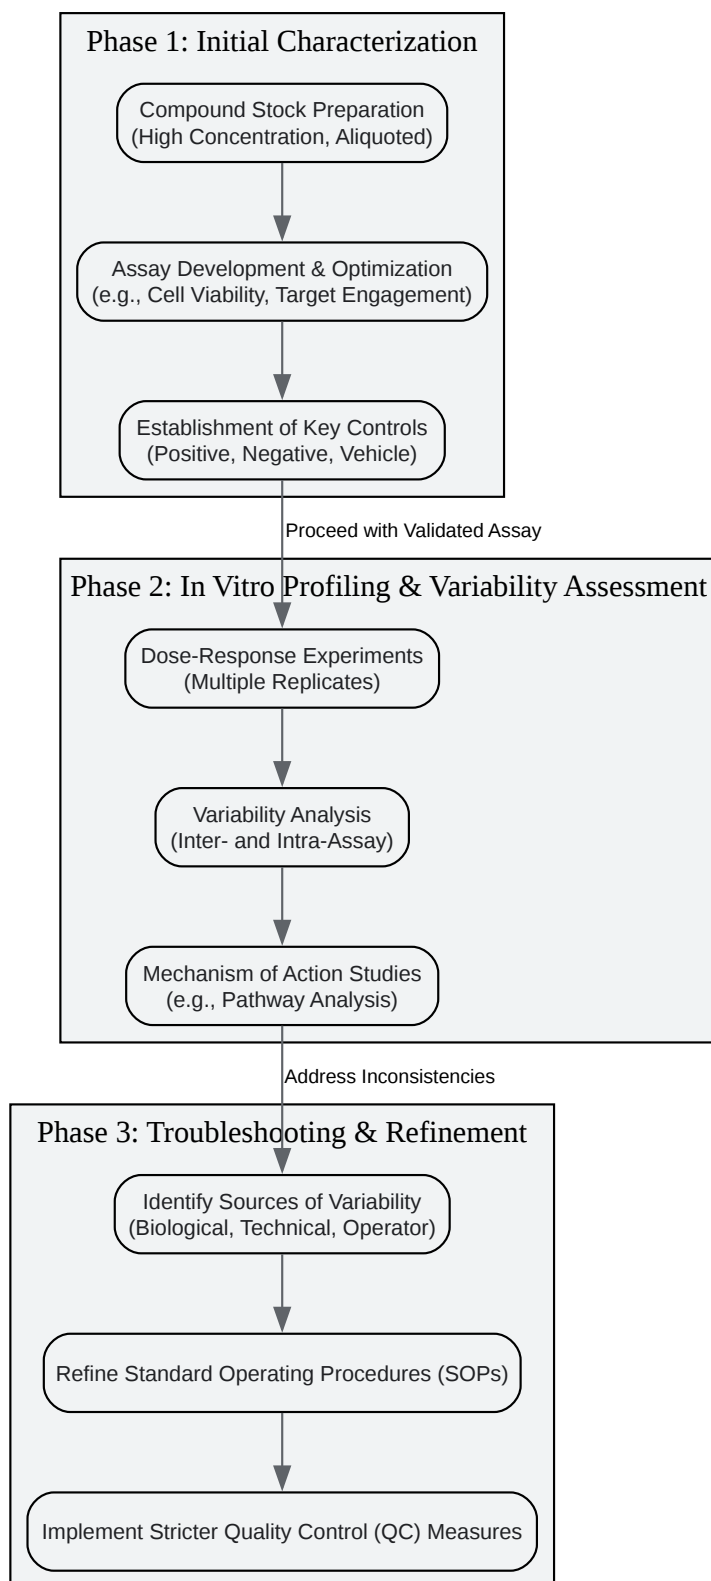 Phase 1: Initial Characterization
Compound Stock Preparation
(High Concentration, Aliquoted)
Assay Development & Optimization
(e.g., Cell Viability, Target Engagement)
Establishment of Key Controls
(Positive, Negative, Vehicle)
Proceed with Validated Assay
Phase 2: In Vitro Profiling & Variability Assessment
Dose-Response Experiments
(Multiple Replicates)
Variability Analysis
(Inter- and Intra-Assay)
Mechanism of Action Studies
(e.g., Pathway Analysis)
Address Inconsistencies
Phase 3: Troubleshooting & Refinement
Identify Sources of Variability
(Biological, Technical, Operator)
Refine Standard Operating Procedures (SOPs)
Implement Stricter Quality Control (QC) Measures